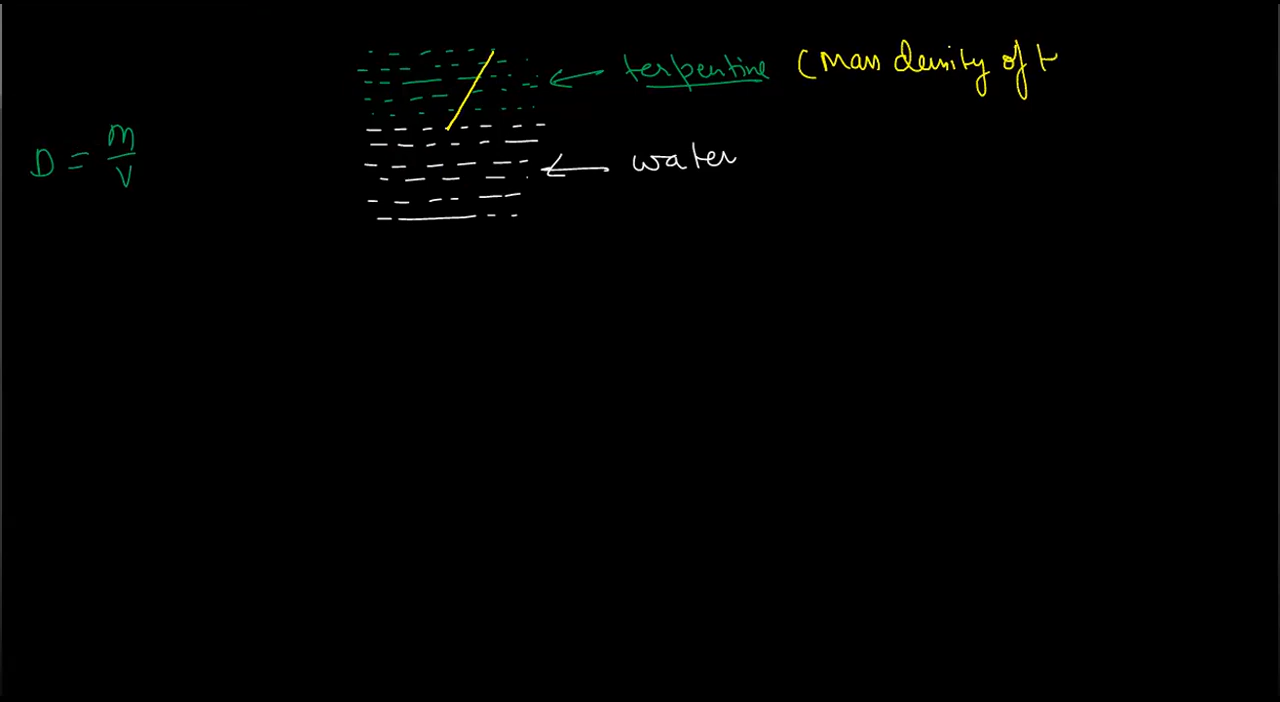 terpentine (Mass density of t
D = m/v
water